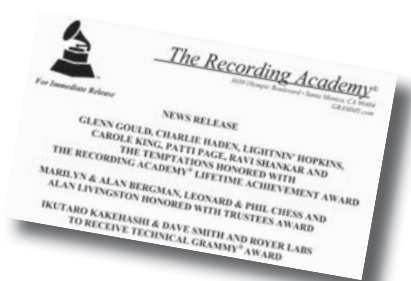 The Recording Academy®
3030 Olympic Boulevard • Santa Monica, CA 90404
GRAMMY.com
For Immediate Release
NEWS RELEASE
GLENN GOULD, CHARLIE HADEN, LIGHTNIN' HOPKINS,
CAROLE KING, PATTI PAGE, RAVI SHANKAR AND
THE TEMPTATIONS HONORED WITH
THE RECORDING ACADEMY® LIFETIME ACHIEVEMENT AWARD
MARILYN & ALAN BERGMAN, LEONARD & PHIL CHESS AND
ALAN LIVINGSTON HONORED WITH TRUSTEES AWARD
IKUTARO KAKEHASHI & DAVE SMITH AND ROYER LABS
TO RECEIVE TECHNICAL GRAMMY® AWARD